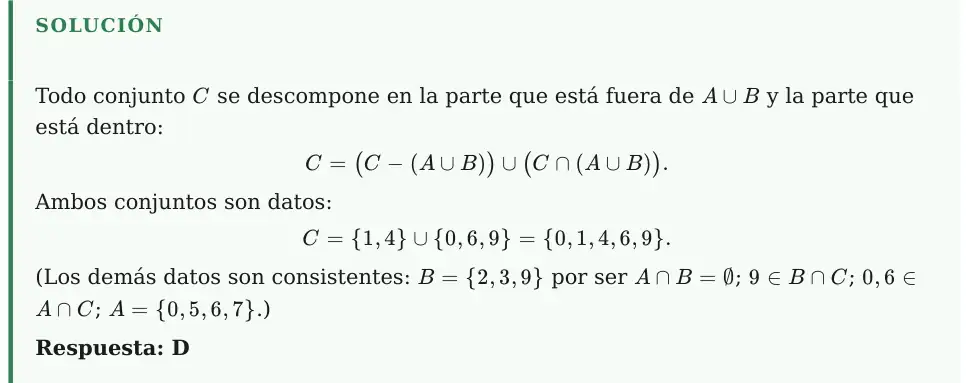 SOLUCIÓN
Todo conjunto C se descompone en la parte que está fuera de A ∪ B y la parte que
está dentro:
C = (C − (A ∪ B)) ∪ (C ∩ (A ∪ B)).
Ambos conjuntos son datos:
C = {1, 4} ∪ {0, 6, 9} = {0, 1, 4, 6, 9}.
(Los demás datos son consistentes: B = {2, 3, 9} por ser A ∩ B = ∅; 9 ∈ B ∩ C; 0, 6 ∈
A ∩ C; A = {0, 5, 6, 7}.)
Respuesta: D